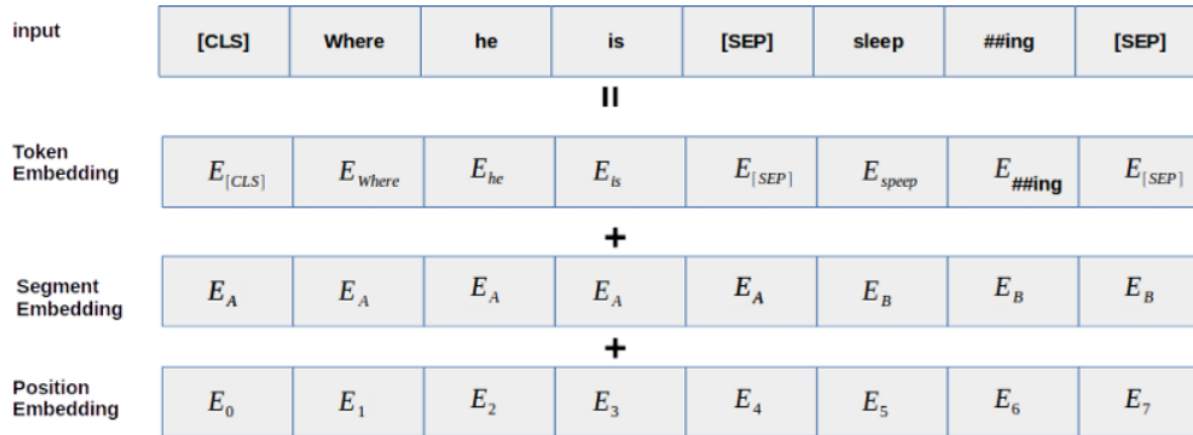 input [CLS] Where he is [SEP] sleep ##ing [SEP]
=
Token Embedding E[CLS] EWhere Ehe Eis E[SEP] Espeep E##ing E[SEP]
+
Segment Embedding EA EA EA EA EA EB EB EB
+
Position Embedding E0 E1 E2 E3 E4 E5 E6 E7